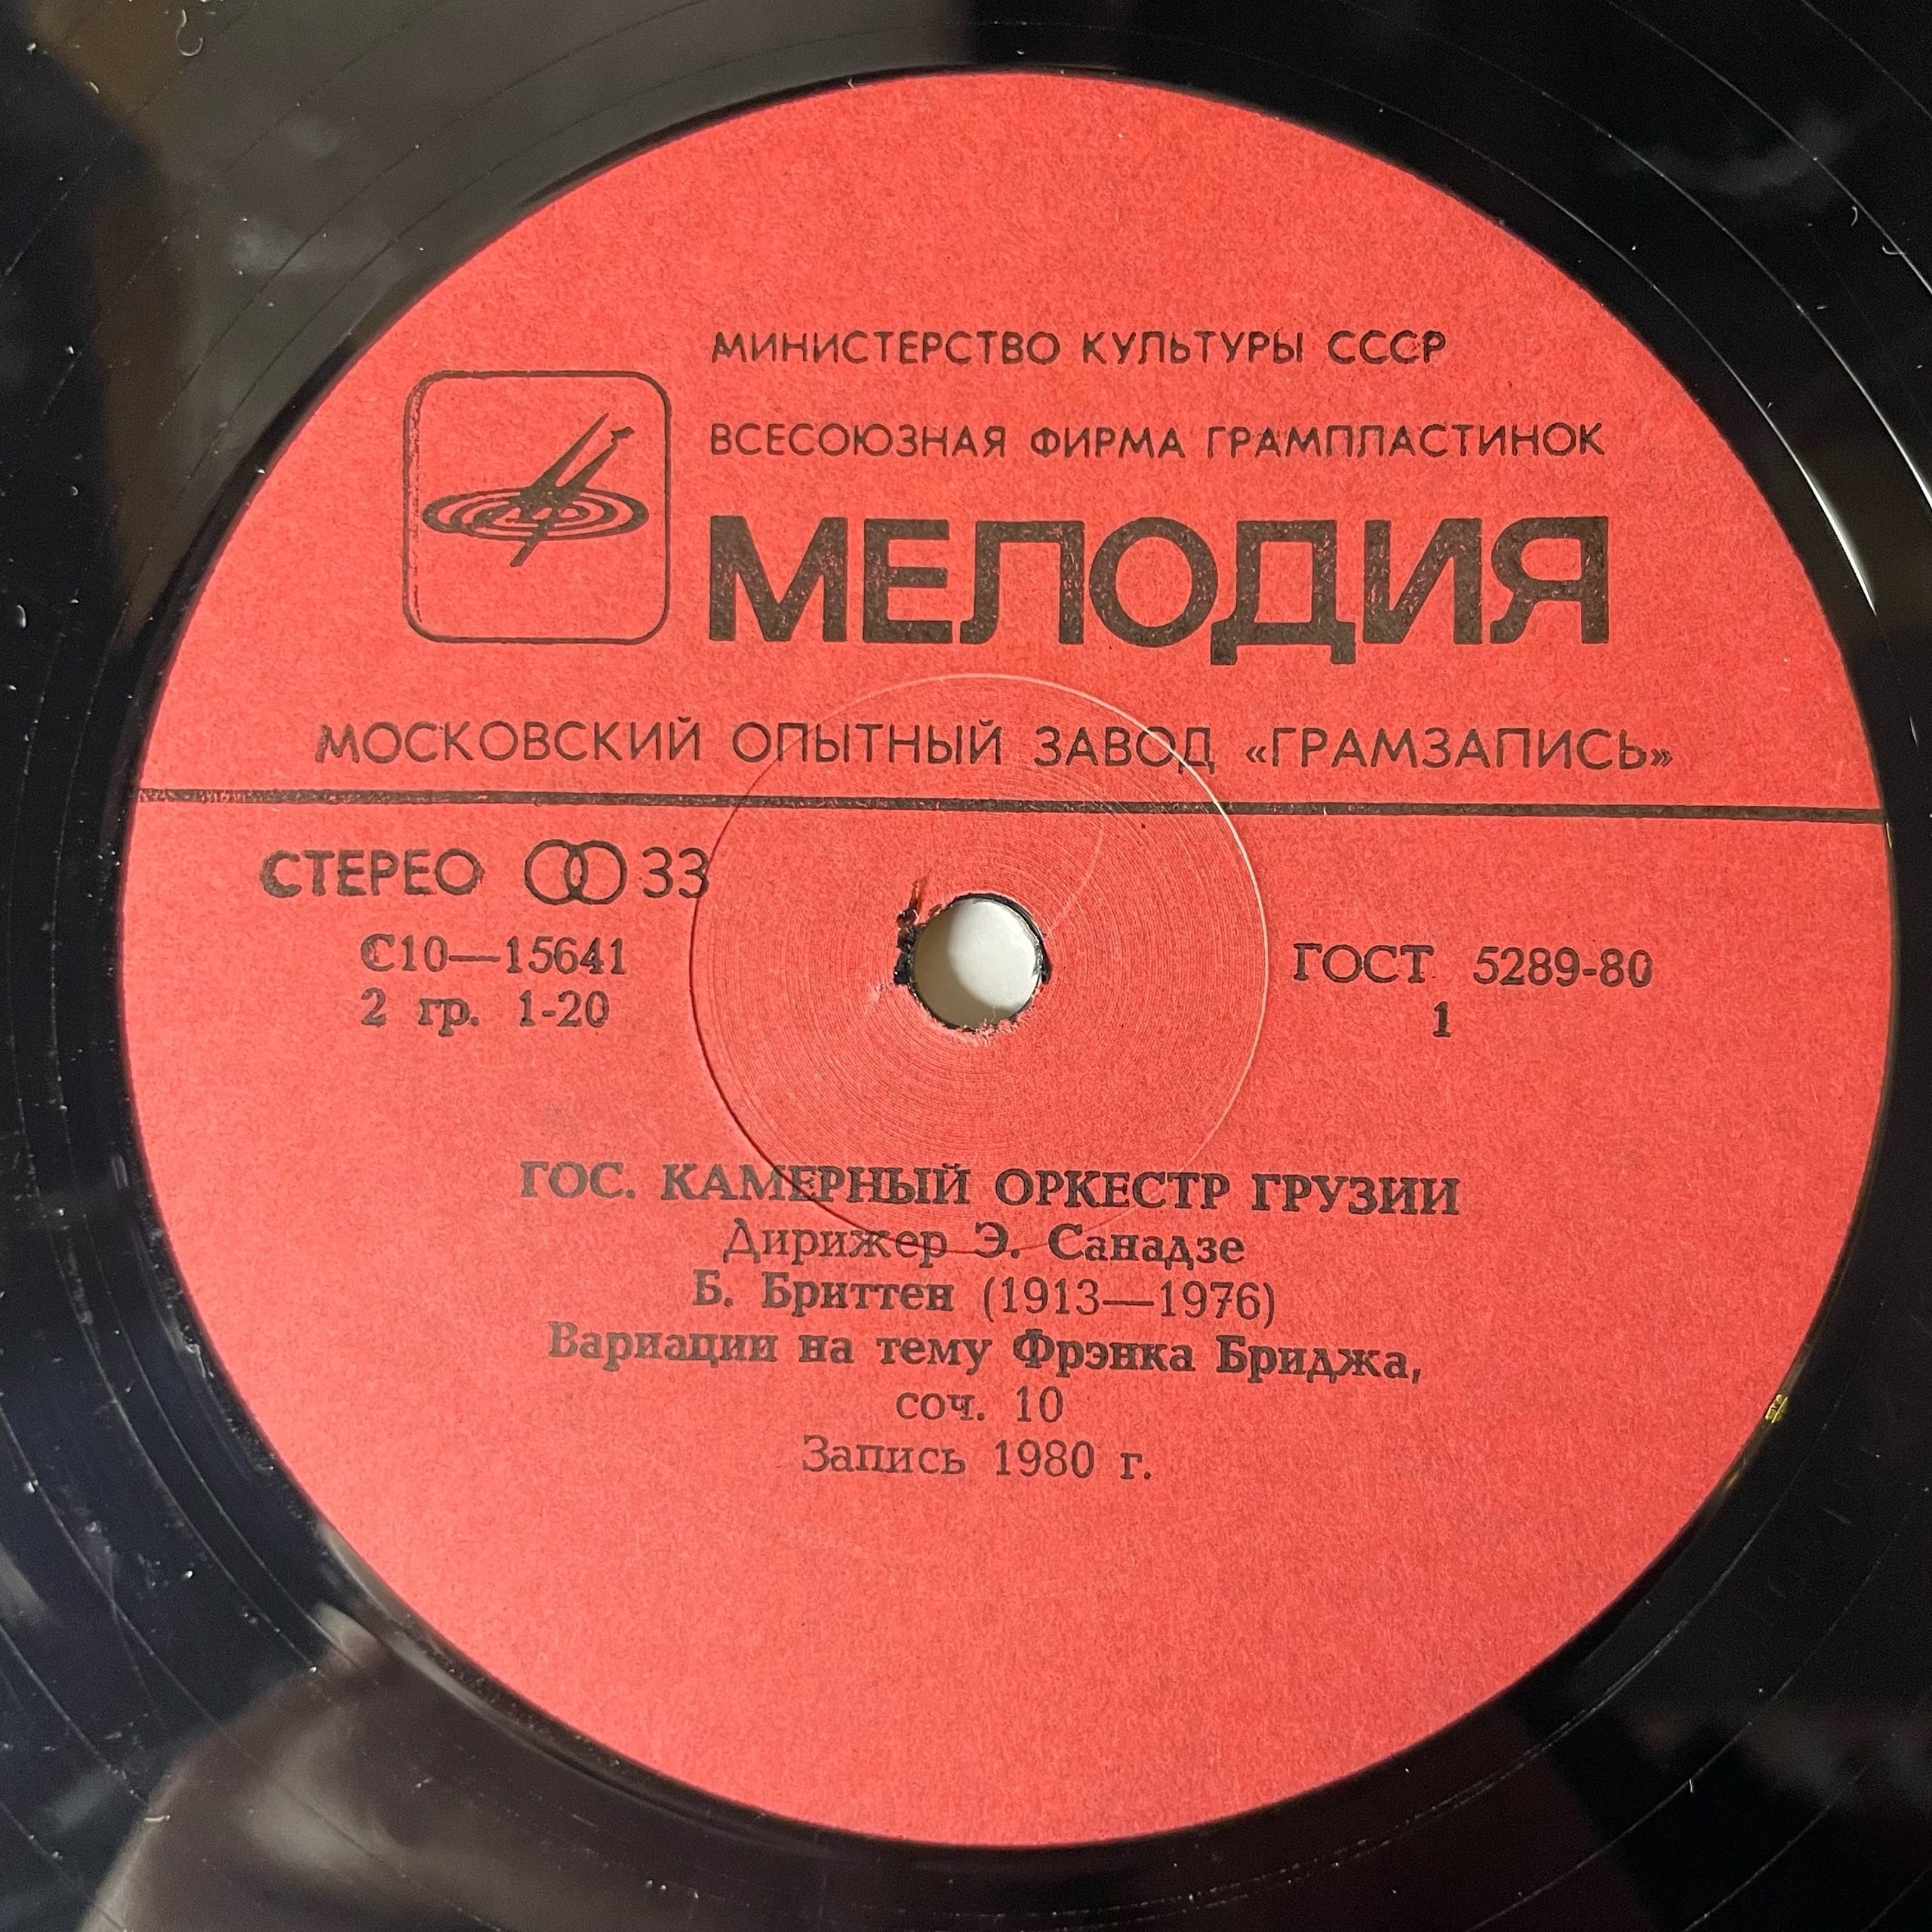 МИНИСТЕРСТВО КУЛЬТУРЫ СССР
ВСЕСОЮЗНАЯ ФИРМА ГРАМПЛАСТИНОК
МЕЛОДИЯ
МОСКОВСКИЙ ОПЫТНЫЙ ЗАВОД «ГРАМЗАПИСЬ»
СТЕРЕО 33
С10—15641
2 гр. 1-20
ГОСТ 5289-80
1
ГОС. КАМЕРНЫЙ ОРКЕСТР ГРУЗИИ
Дирижер Э. Санадзе
Б. Бриттен (1913—1976)
Вариации на тему Фрэнка Бриджа,
соч. 10
Запись 1980 г.